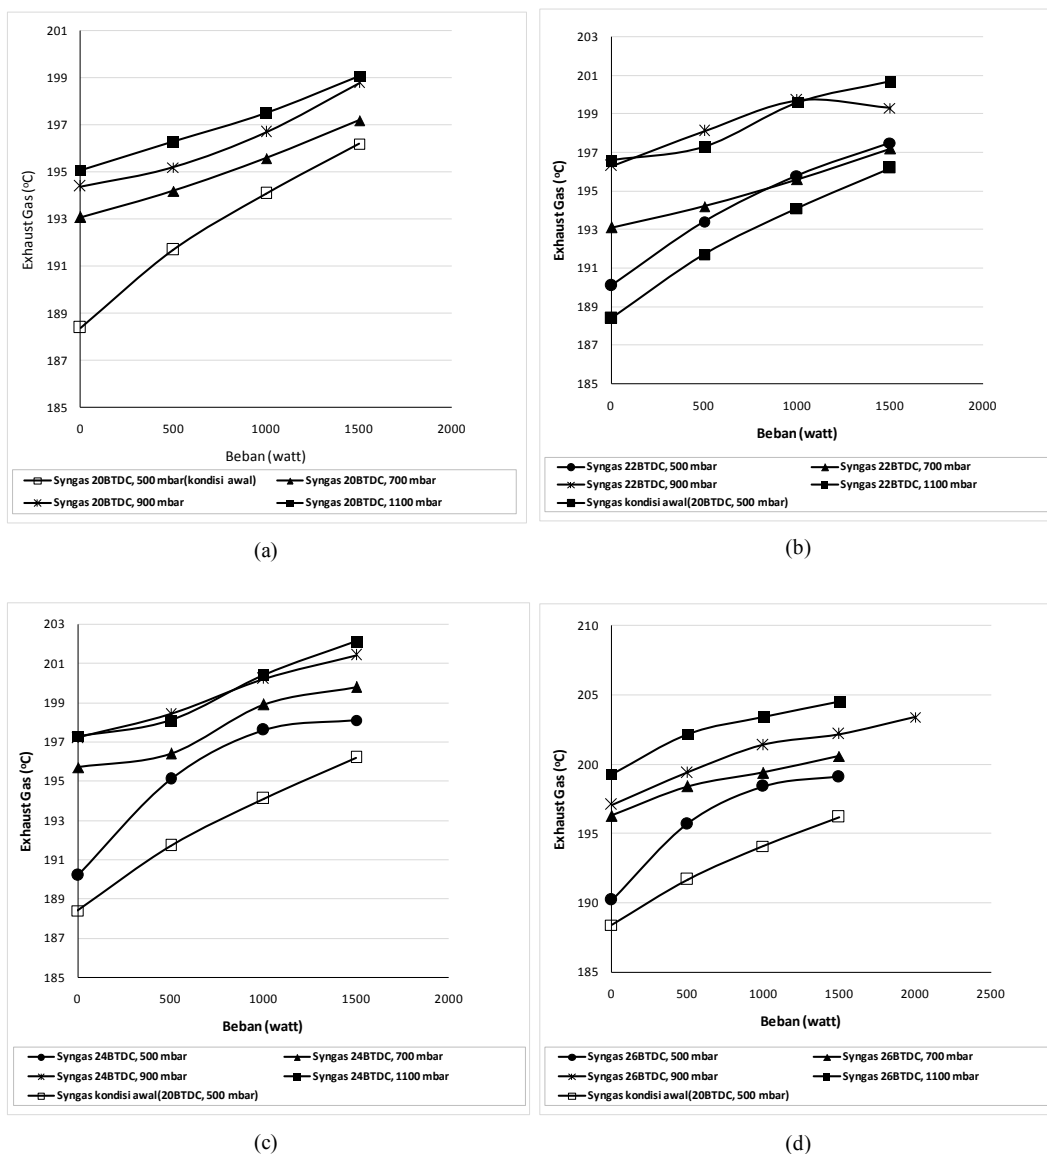 201
199
197
195
193
191
189
187
185
Exhaust Gas (ºC)
0 500 1000 1500 2000
Beban (watt)
Syngas 20BTDC, 500 mbar(kondisi awal) Syngas 20BTDC, 700 mbar
Syngas 20BTDC, 900 mbar Syngas 20BTDC, 1100 mbar
(a)
203
201
199
197
195
193
191
189
187
185
Exhaust Gas (ºC)
0 500 1000 1500 2000
Beban (watt)
Syngas 22BTDC, 500 mbar Syngas 22BTDC, 700 mbar
Syngas 22BTDC, 900 mbar Syngas 22BTDC, 1100 mbar
Syngas kondisi awal(20BTDC, 500 mbar)
(b)
203
201
199
197
195
193
191
189
187
185
Exhaust Gas (ºC)
0 500 1000 1500 2000
Beban (watt)
Syngas 24BTDC, 500 mbar Syngas 24BTDC, 700 mbar
Syngas 24BTDC, 900 mbar Syngas 24BTDC, 1100 mbar
Syngas kondisi awal(20BTDC, 500 mbar)
(c)
210
205
200
195
190
185
Exhaust Gas (ºC)
0 500 1000 1500 2000 2500
Beban (watt)
Syngas 26BTDC, 500 mbar Syngas 26BTDC, 700 mbar
Syngas 26BTDC, 900 mbar Syngas 26BTDC, 1100 mbar
Syngas kondisi awal(20BTDC, 500 mbar)
(d)